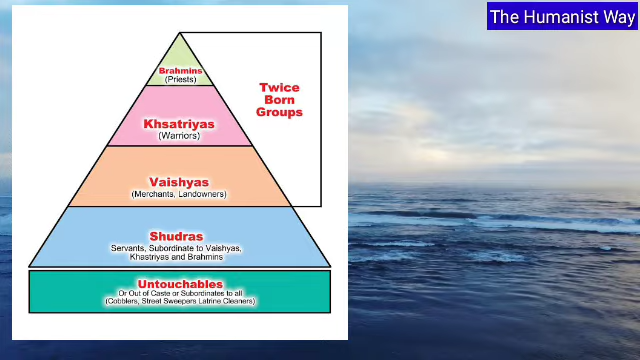 The Humanist Way
Brahmins
(Priests)
Twice
Born
Groups
Khsatriyas
(Warriors)
Vaishyas
(Merchants, Landowners)
Shudras
Servants, Subordinate to Vaishyas,
Khastriyas and Brahmins
Untouchables
Or Out of Caste or Subordinates to all
(Cobblers, Street Sweepers Latrine Cleaners)